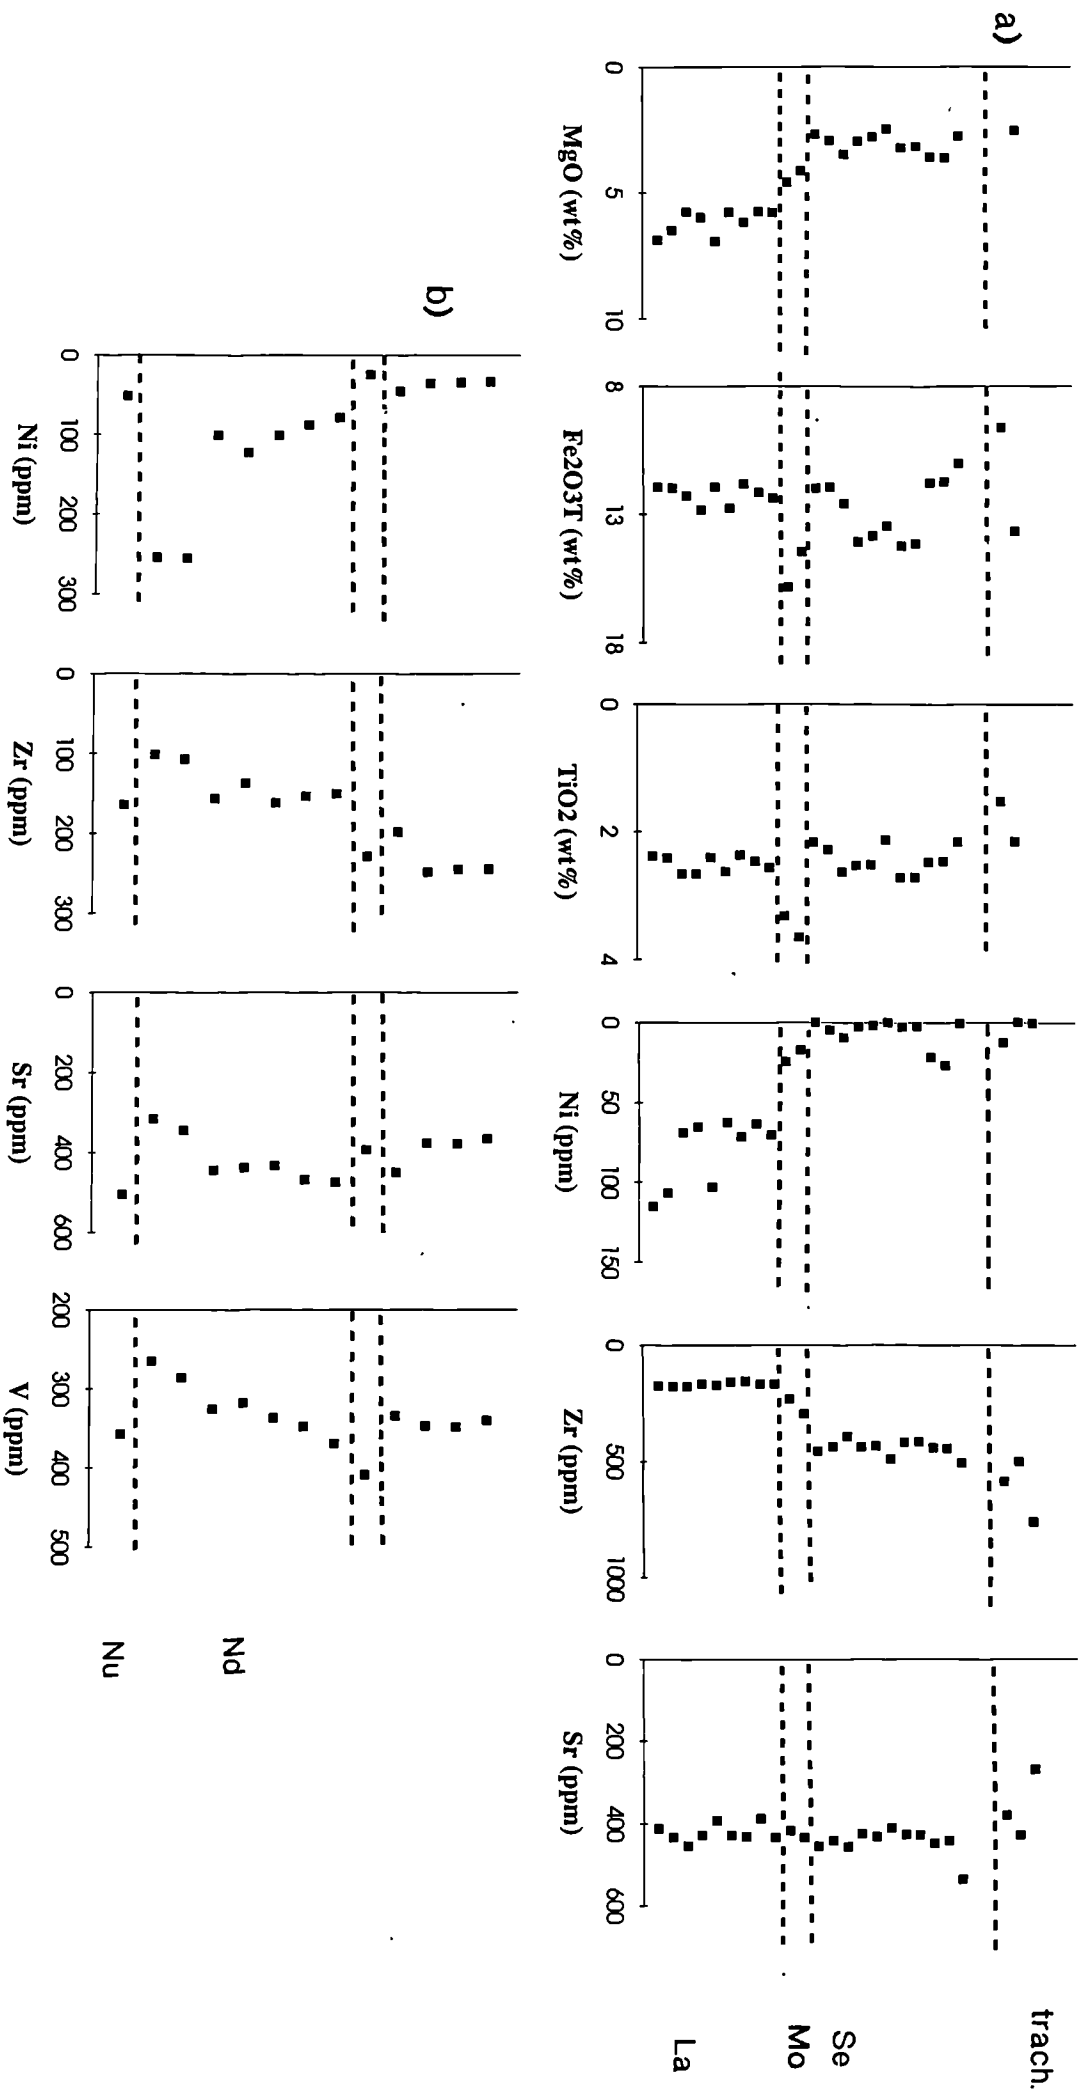 a)
0 5 10
MgO (wt%)
8 13 18
Fe2O3T (wt%)
0 2 4
TiO2 (wt%)
0 50 100 150
Ni (ppm)
0 500 1000
Zr (ppm)
0 200 400 600
Sr (ppm)
trach.
Se
Mo
La
b)
0 100 200 300
Ni (ppm)
0 100 200 300
Zr (ppm)
0 200 400 600
Sr (ppm)
200 300 400 500
V (ppm)
Nd
Nu